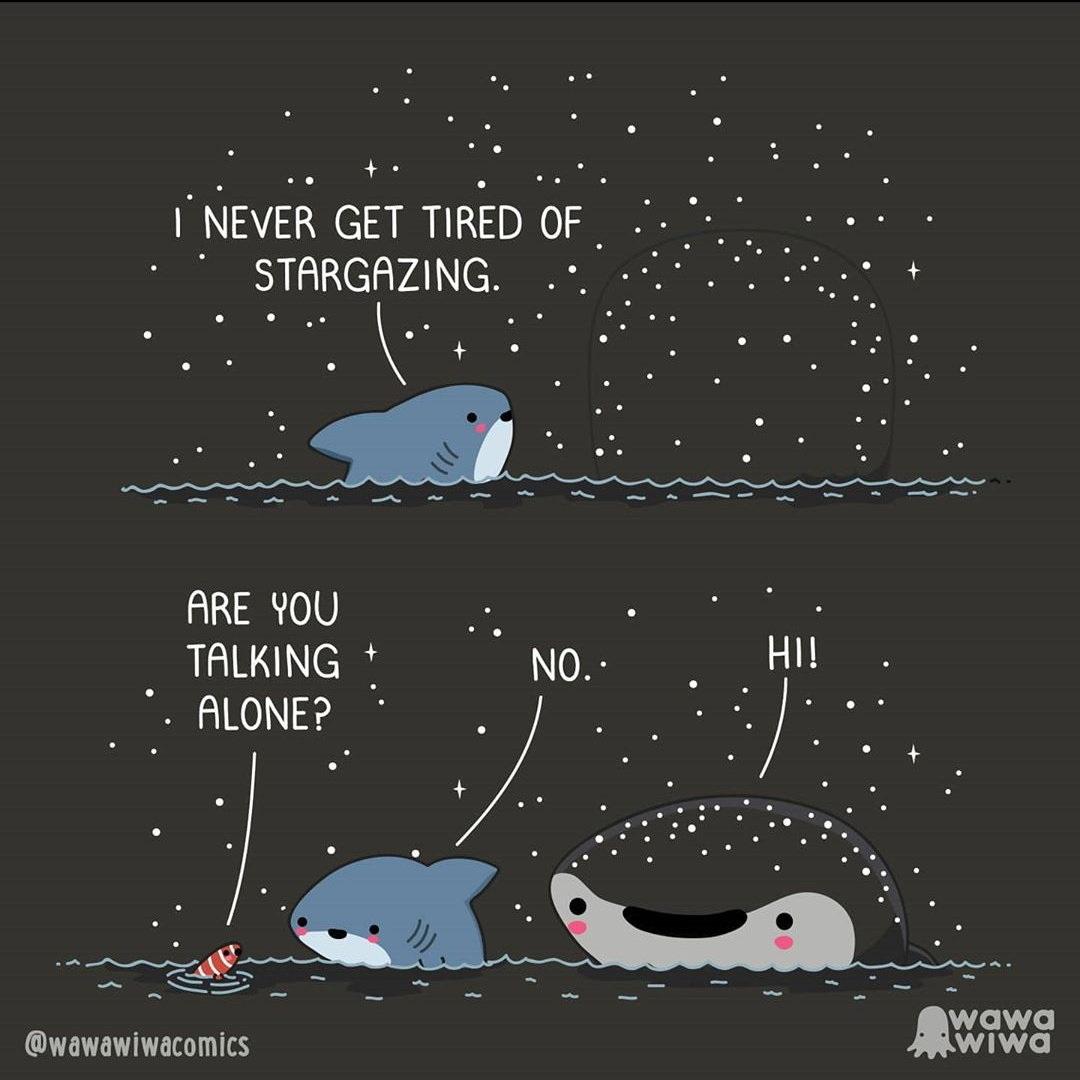 I NEVER GET TIRED OF
STARGAZING.
ARE YOU
TALKING
ALONE?
NO.
HI!
@wawawiwacomics
wawa
wiwa